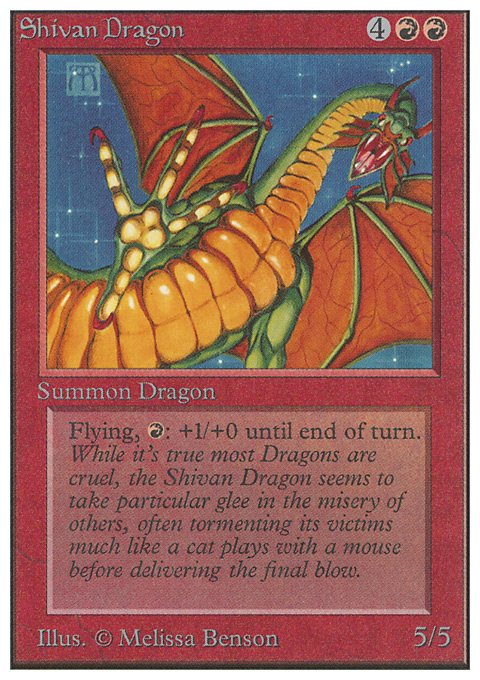 Shivan Dragon 4
Summon Dragon
Flying, : +1/+0 until end of turn.
While it's true most Dragons are
cruel, the Shivan Dragon seems to
take particular glee in the misery of
others, often tormenting its victims
much like a cat plays with a mouse
before delivering the final blow.
Illus. © Melissa Benson 5/5